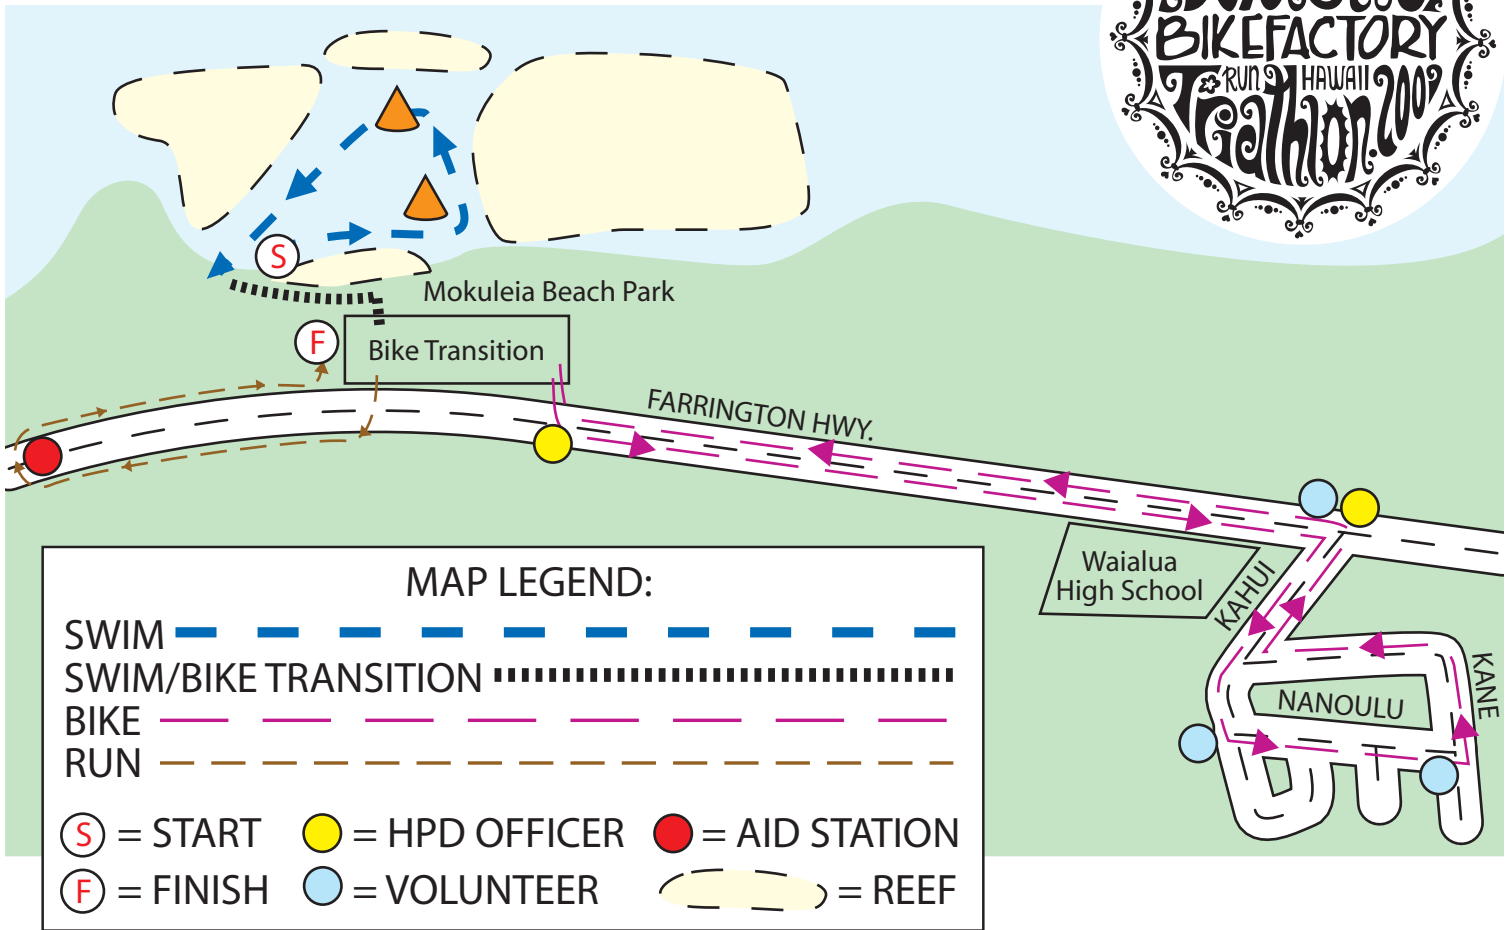 BIKEFACTORY
RUN HAWAII
Triathlon.
S
Mokuleia Beach Park
F
Bike Transition
FARRINGTON HWY.
Waialua
High School
KAHUI
NANOULU
KANE
MAP LEGEND:
SWIM
SWIM/BIKE TRANSITION
BIKE
RUN
S = START
= HPD OFFICER
= AID STATION
F = FINISH
= VOLUNTEER
= REEF